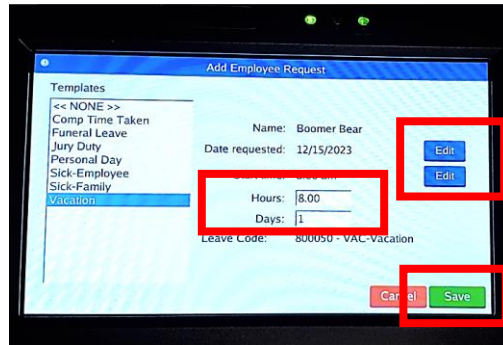 Add Employee Request
Templates
<< NONE >>
Comp Time Taken
Funeral Leave
Jury Duty
Personal Day
Sick-Employee
Sick-Family
Vacation
Name: Boomer Bear
Date requested: 12/15/2023 Edit
Edit
Hours: 8.00
Days: 1
Leave Code: 800050 - VAC-Vacation
Save